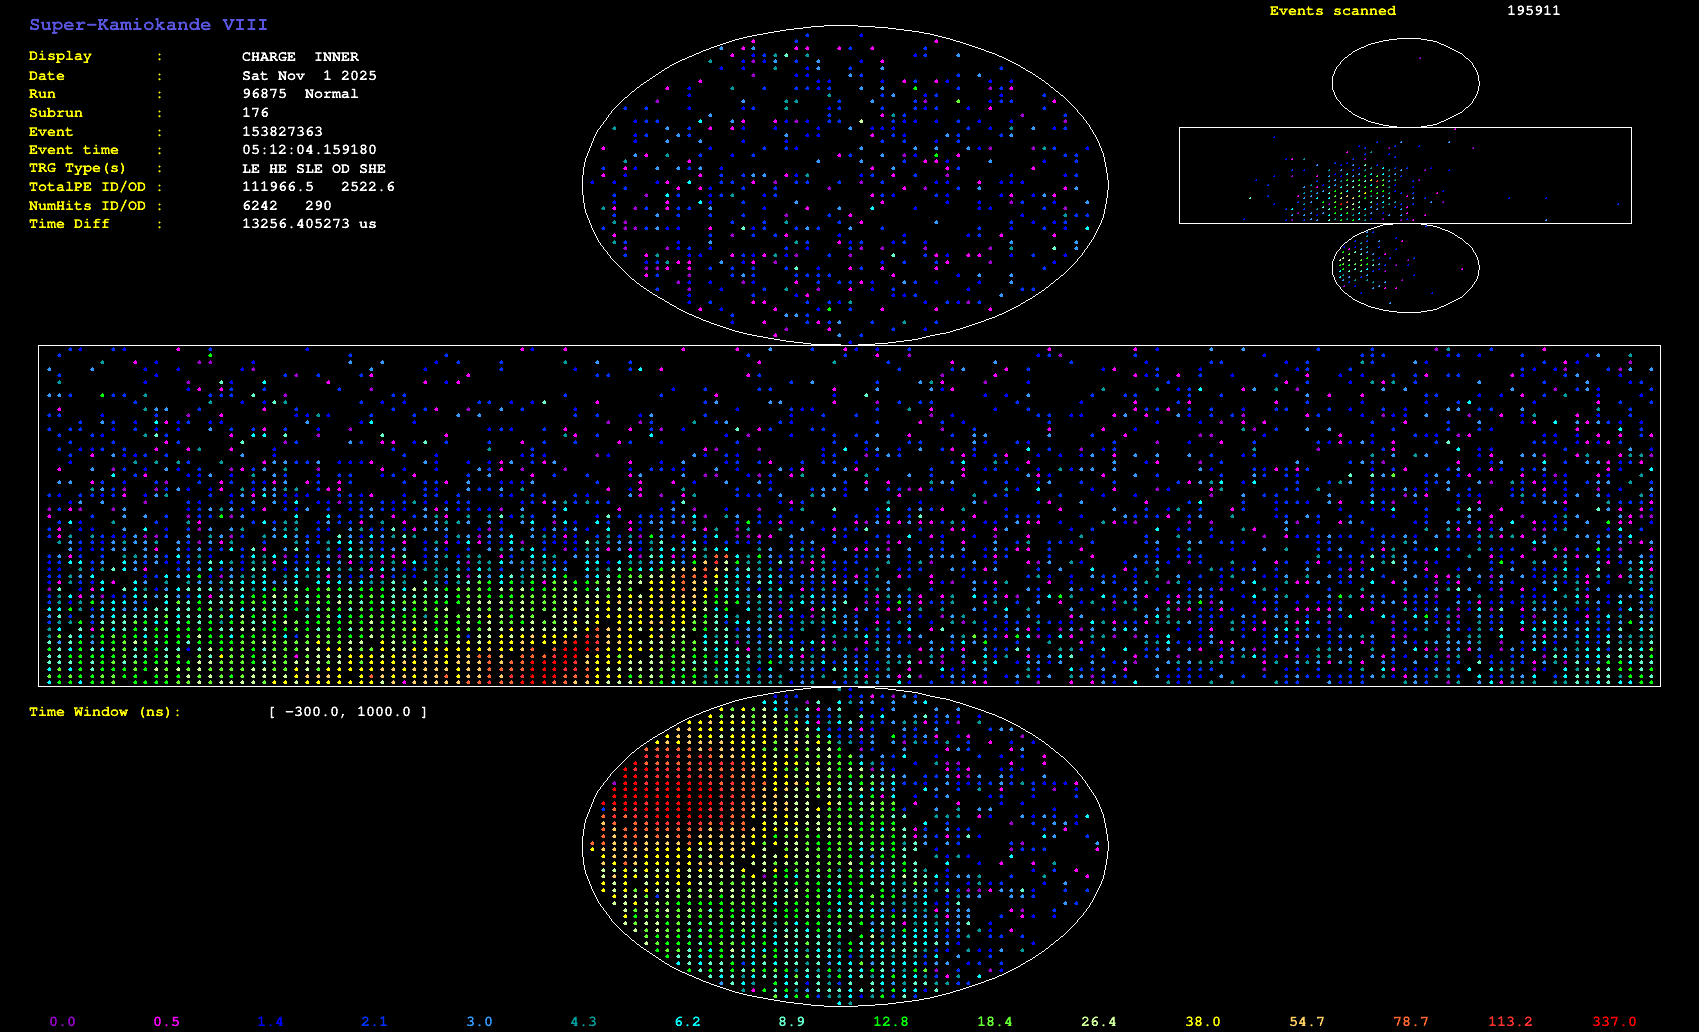 Super-Kamiokande VIII
Display : CHARGE INNER
Date : Sat Nov 1 2025
Run : 96875 Normal
Subrun : 176
Event : 153827363
Event time : 05:12:04.159180
TRG Type(s) : LE HE SLE OD SHE
TotalPE ID/OD : 111966.5 2522.6
NumHits ID/OD : 6242 290
Time Diff : 13256.405273 us
Events scanned 195911
Time Window (ns): [ -300.0, 1000.0 ]
0.0 0.5 1.4 2.1 3.0 4.3 6.2 8.9 12.8 18.4 26.4 38.0 54.7 78.7 113.2 337.0